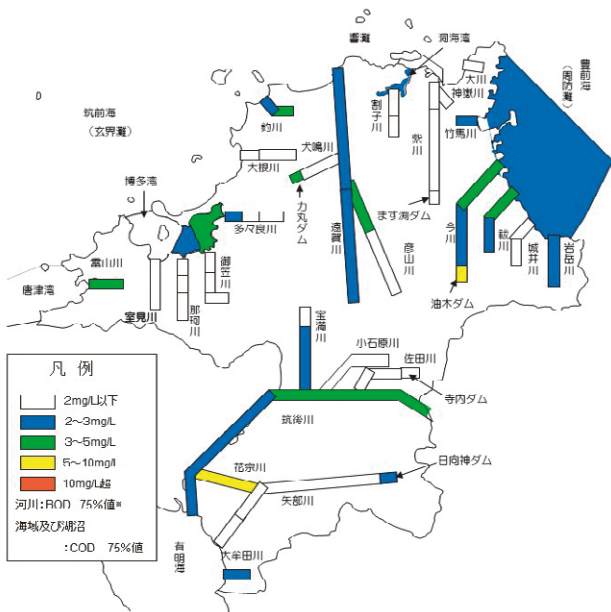 響灘
洞海湾
大川
神嶽川
豊前海
（周防灘）
筑前海
（玄界灘）
釣川
割子川
紫川
竹馬川
犬鳴川
大根川
博多湾
力丸ダム
ます渕ダム
多々良川
遠賀川
彦山川
今川
祓川
城井川
岩岳川
雷山川
唐津湾
御笠川
油木ダム
室見川
那珂川
宝満川
小石原川
佐田川
寺内ダム
筑後川
凡 例
2mg/L以下
2～3mg/L
3～5mg/L
5～10mg/l
10mg/L超
河川:BOD 75%値※
海域及び湖沼
:COD 75%値
花宗川
日向神ダム
矢部川
有明海
大牟田川